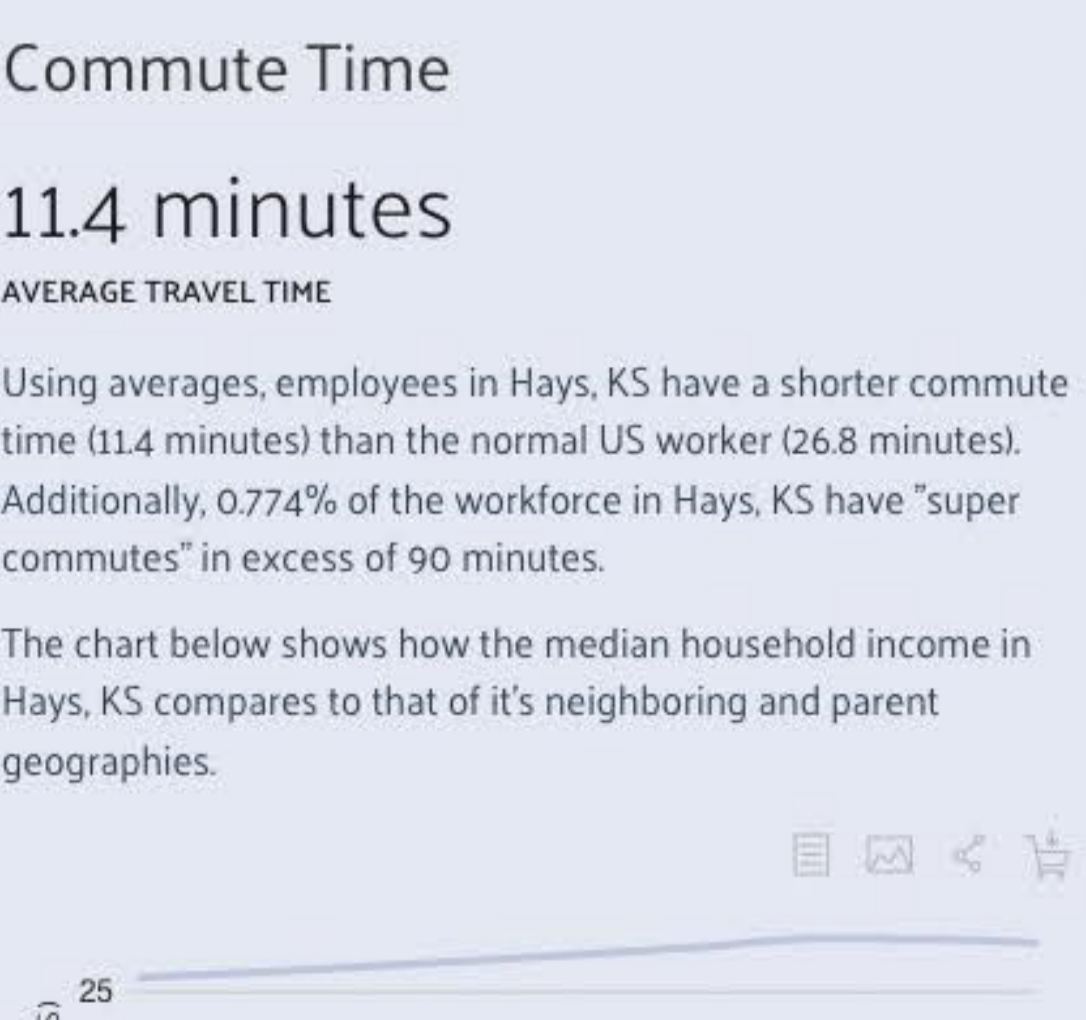 Commute Time
11.4 minutes
AVERAGE TRAVEL TIME
Using averages, employees in Hays, KS have a shorter commute
time (11.4 minutes) than the normal US worker (26.8 minutes).
Additionally, 0.774% of the workforce in Hays, KS have "super
commutes" in excess of 90 minutes.
The chart below shows how the median household income in
Hays, KS compares to that of it's neighboring and parent
geographies.
25